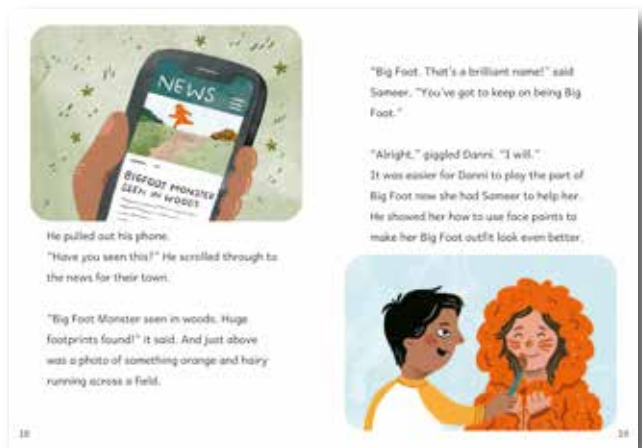 NEWS
BIGFOOT MONSTER
SEEN IN WOODS
He pulled out his phone.
"Have you seen this?" He scrolled through to
the news for their town.
"Big Foot Monster seen in woods. Huge
footprints found!" it said. And just above
was a photo of something orange and hairy
running across a field.
18
"Big Foot. That's a brilliant name!" said
Sameer. "You've got to keep on being Big
Foot."
"Alright," giggled Danni. "I will."
It was easier for Danni to play the part of
Big Foot now she had Sameer to help her.
He showed her how to use face paints to
make her Big Foot outfit look even better.